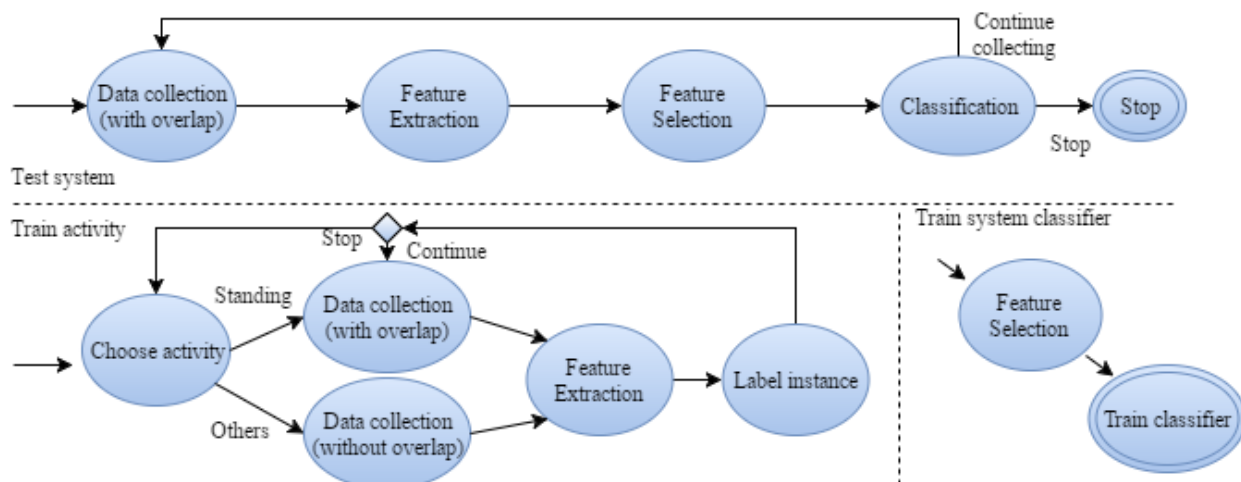 Continue
collecting
Data collection
(with overlap)
Feature
Extraction
Feature
Selection
Classification
Stop
Stop
Test system
Train activity
Stop
Continue
Standing
Data collection
(with overlap)
Choose activity
Feature
Extraction
Label instance
Others
Data collection
(without overlap)
Train system classifier
Feature
Selection
Train classifier